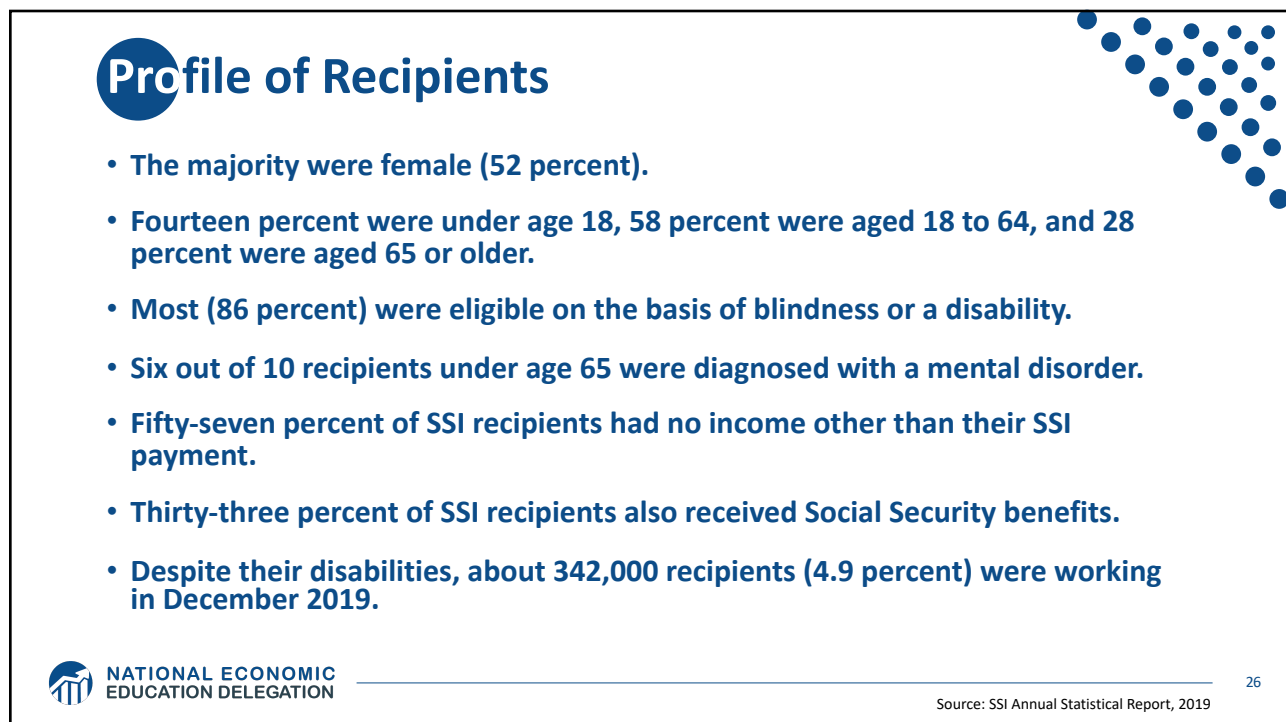 Profile of Recipients
• The majority were female (52 percent).
• Fourteen percent were under age 18, 58 percent were aged 18 to 64, and 28
percent were aged 65 or older.
• Most (86 percent) were eligible on the basis of blindness or a disability.
• Six out of 10 recipients under age 65 were diagnosed with a mental disorder.
• Fifty-seven percent of SSI recipients had no income other than their SSI
payment.
• Thirty-three percent of SSI recipients also received Social Security benefits.
• Despite their disabilities, about 342,000 recipients (4.9 percent) were working
in December 2019.
NATIONAL ECONOMIC
EDUCATION DELEGATION
26
Source: SSI Annual Statistical Report, 2019